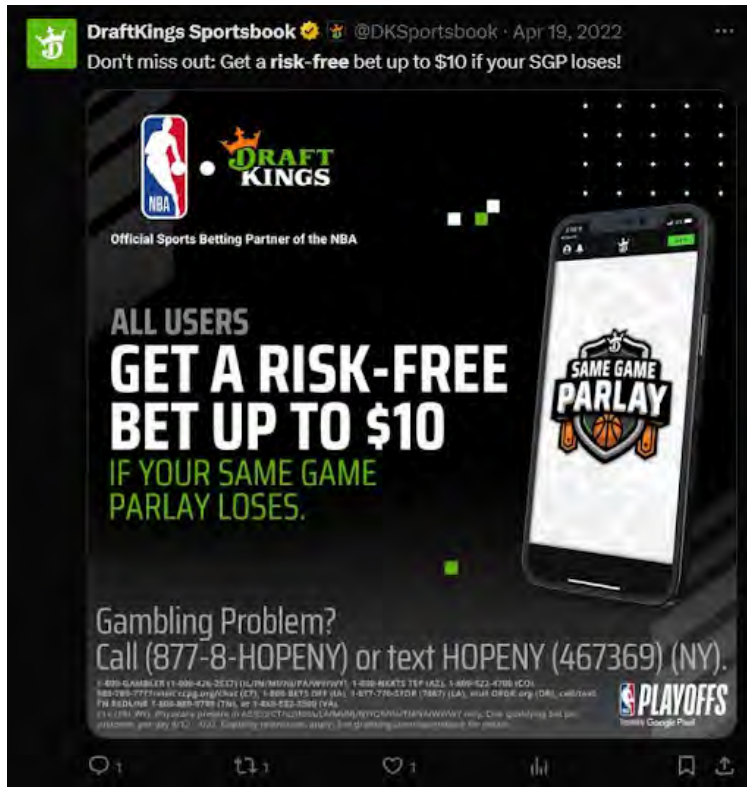 DraftKings Sportsbook @DKSportsbook · Apr 19, 2022
Don't miss out: Get a risk-free bet up to $10 if your SGP loses!
NBA
DRAFT
KINGS
Official Sports Betting Partner of the NBA
ALL USERS
GET A RISK-FREE
BET UP TO $10
IF YOUR SAME GAME
PARLAY LOSES.
SAME GAME
PARLAY
Gambling Problem?
Call (877-8-HOPENY) or text HOPENY (467369) (NY).
PLAYOFFS
Google Pixel
1 1 1